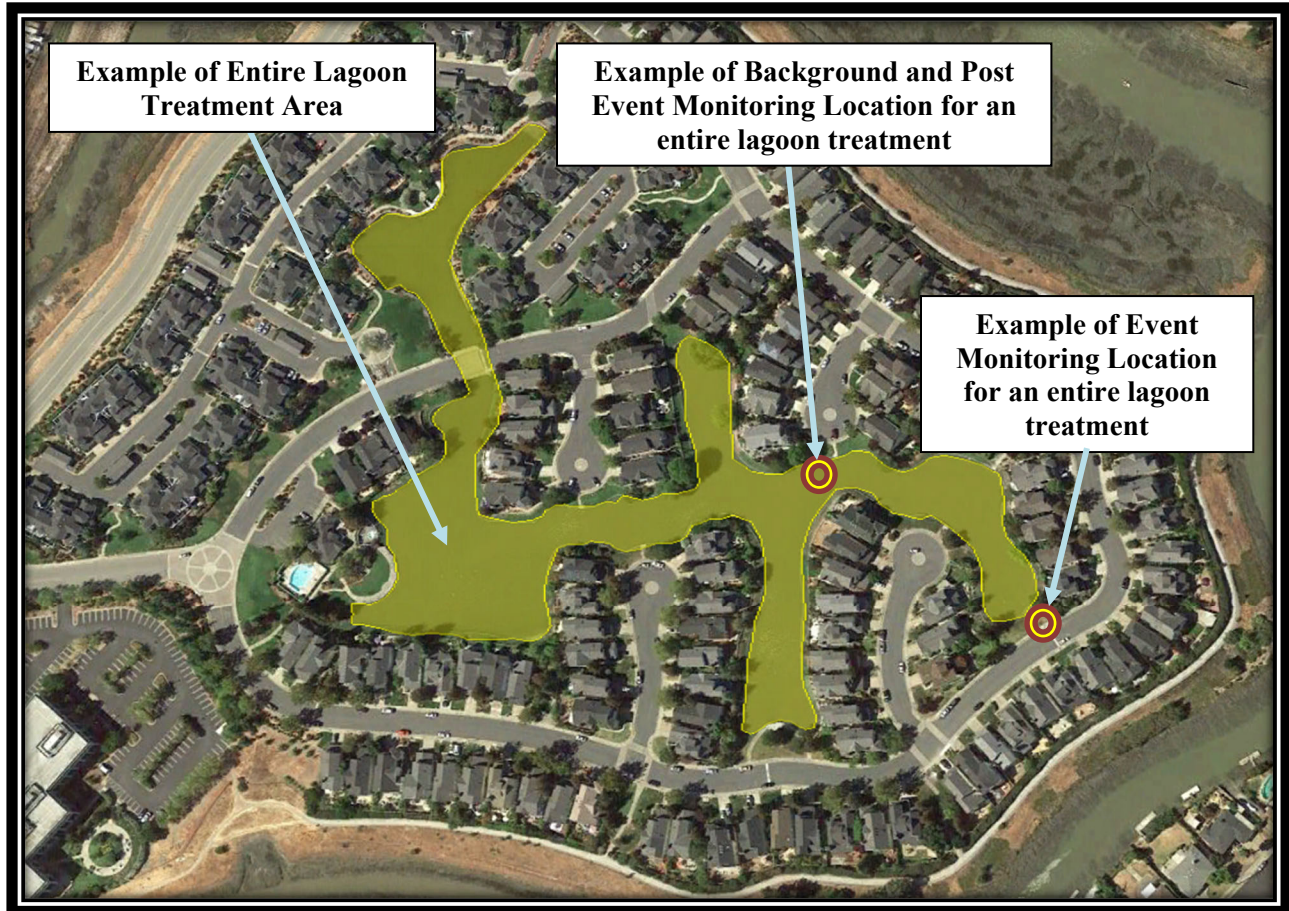 Example of Entire Lagoon
Treatment Area
Example of Background and Post
Event Monitoring Location for an
entire lagoon treatment
Example of Event
Monitoring Location
for an entire lagoon
treatment